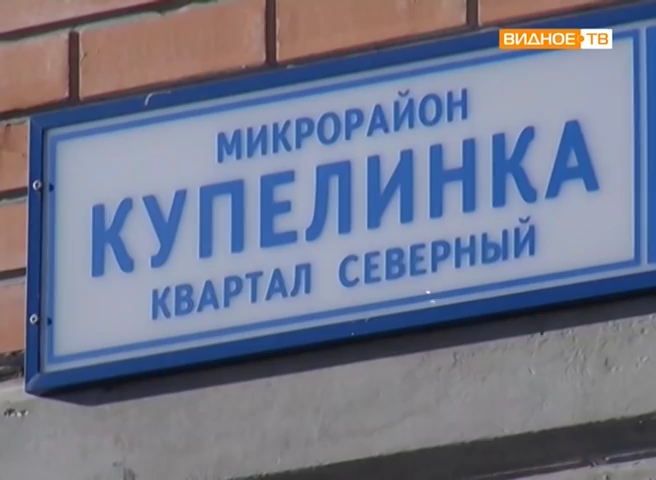 ВИДНОЕ ТВ
МИКРОРАЙОН
КУПЕЛИНКА
КВАРТАЛ СЕВЕРНЫЙ